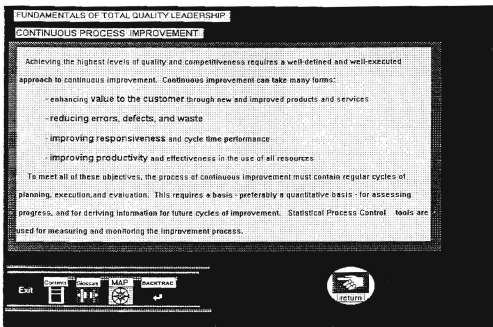 FUNDAMENTALS OF TOTAL QUALITY LEADERSHIP
CONTINUOUS PROCESS IMPROVEMENT
Achieving the highest levels of quality and competitiveness requires a well-defined and well-executed
approach to continuous improvement. Continuous improvement can take many forms:
- enhancing value to the customer through new and improved products and services
- reducing errors, defects, and waste
- improving responsiveness and cycle time performance
- improving productivity and effectiveness in the use of all resources
To meet all of these objectives, the process of continuous improvement must contain regular cycles of
planning, execution,and evaluation. This requires a basis - preferably a quantitative basis - for assessing
progress, and for deriving information for future cycles of improvement. Statistical Process Control tools are
used for measuring and monitoring the improvement process.
Exit Contents Glossary MAP BACKTRAC
return